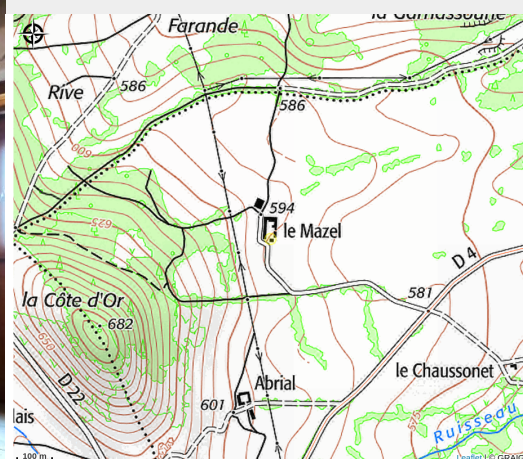 la Garnassoune
Farande
Rive
586
586
600
594
625
le Mazel
D 4
la Côte d'Or
581
682
650
le Chaussonet
Abrial
D 22
601
575
lais
Ruisseau
100 m
Leaflet | © GRAIG